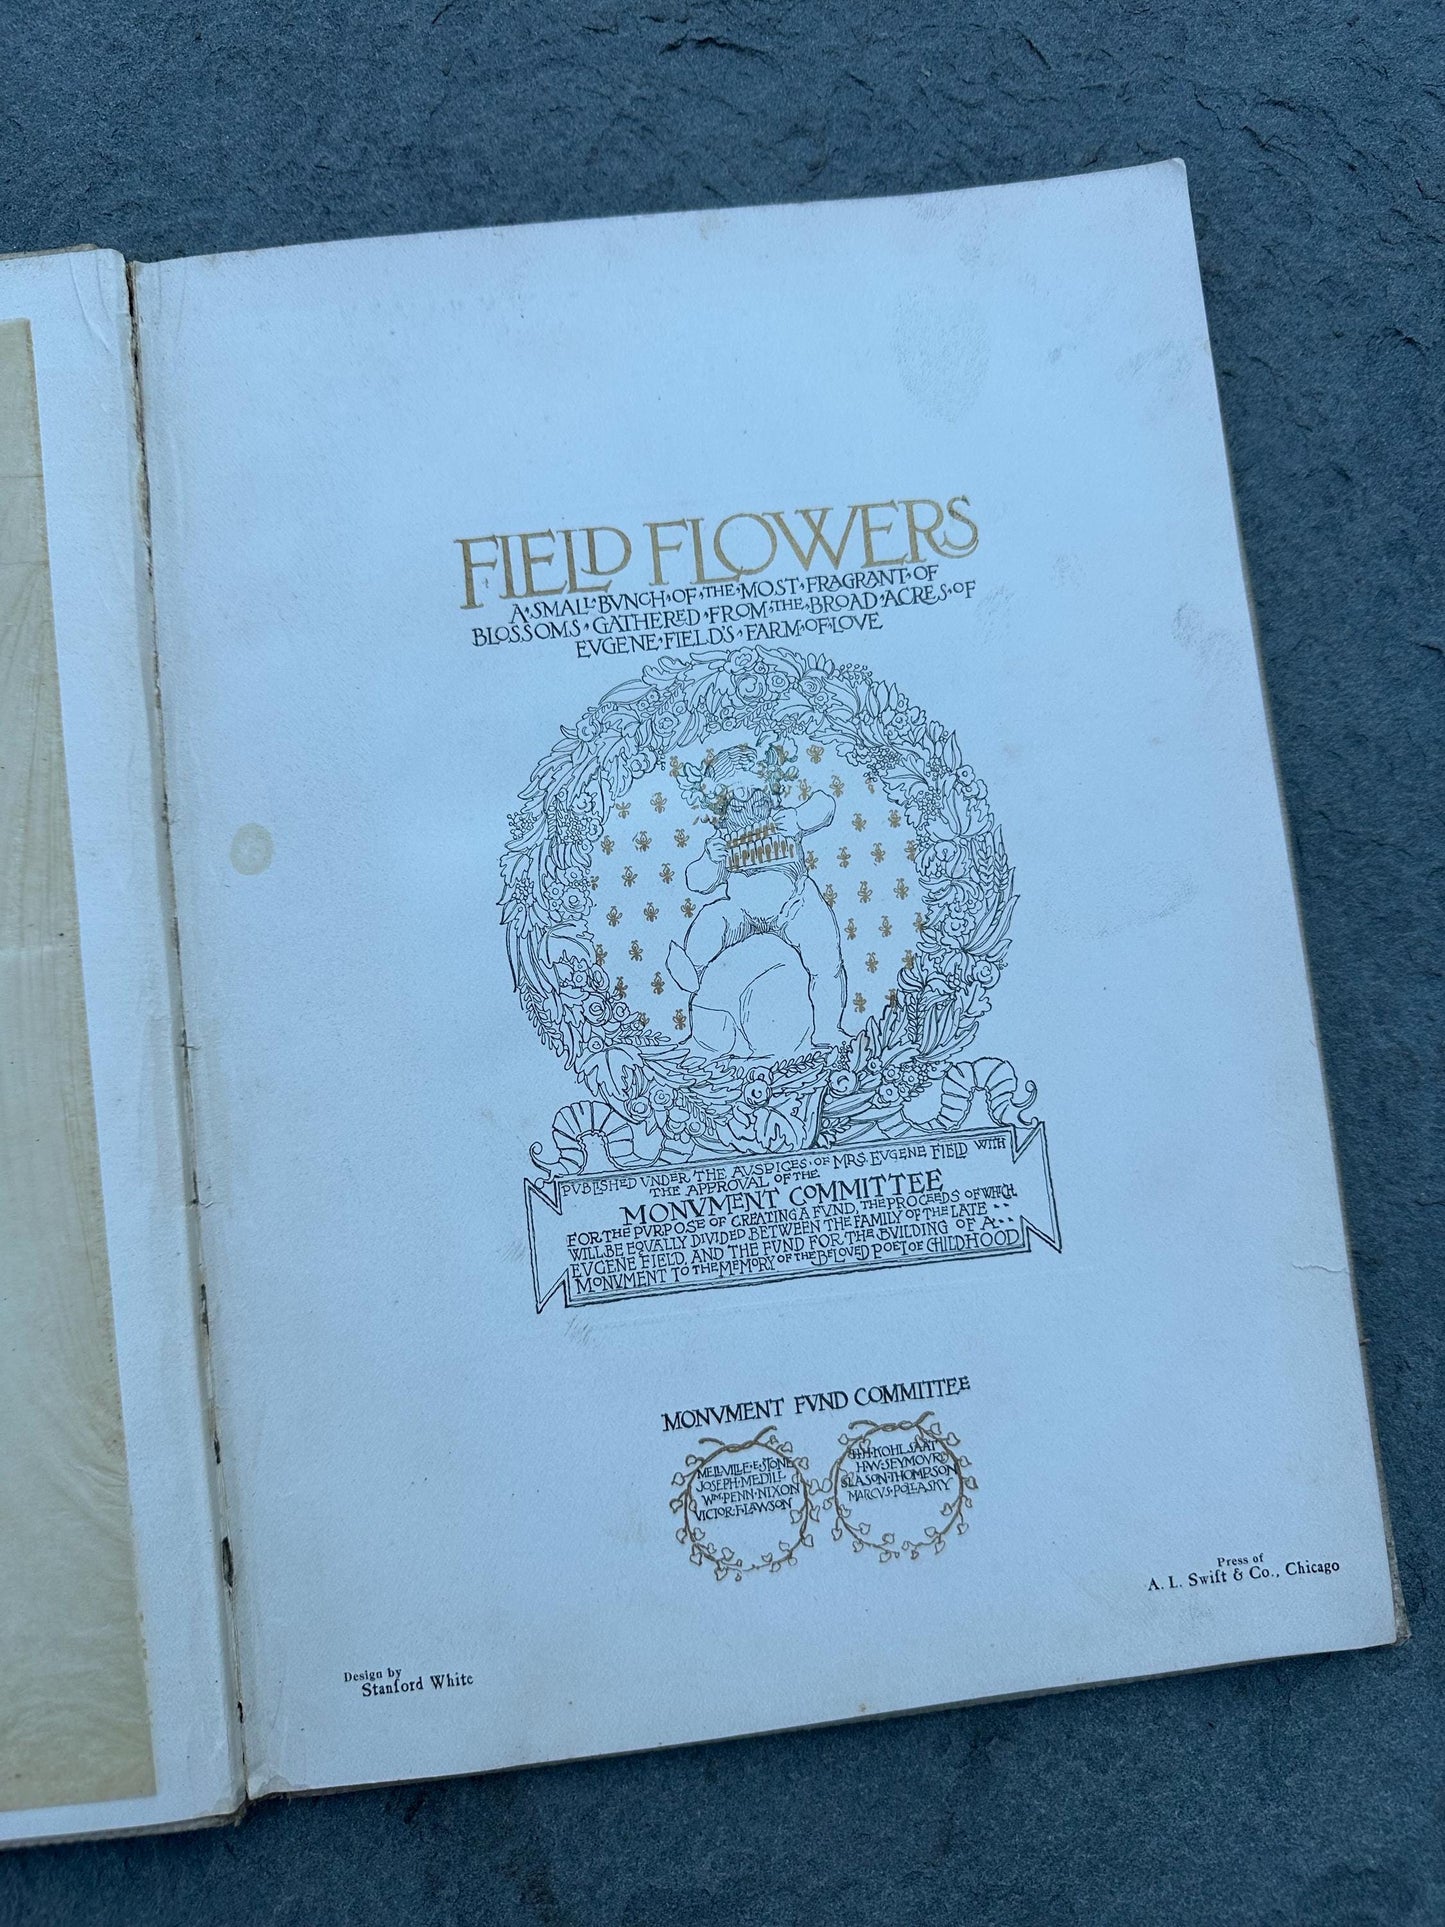 FIELD FLOWERS
A·SMALL·BVNCH·OF·THE·MOST·FRAGRANT·OF
BLOSSOMS·GATHERED·FROM·THE·BROAD·ACRES·OF
EVGENE·FIELD'S·FARM·OF·LOVE
PVBLISHED VNDER THE AVSPICES·OF MRS·EVGENE FIELD WITH
THE APPROVAL OF THE
MONVMENT COMMITTEE
FOR THE PVRPOSE OF CREATING A FVND, THE PROCEEDS OF WHICH
WILL BE EQVALLY DIVIDED BETWEEN THE FAMILY OF THE LATE
EVGENE FIELD, AND THE FVND FOR THE BVILDING OF A
MONVMENT TO THE MEMORY OF THE BELOVED POET OF CHILDHOOD
MONVMENT FVND COMMITTEE
MELVILLE·E·STONE
JOSEPH·MEDILL
WM·PENN·NIXON
VICTOR·F·LAWSON
H·H·KOHLSAAT
H·W·SEYMOVR
SLASON·THOMPSON
MARCVS·POLLASKY
Press of
A. L. Swift & Co., Chicago
Design by
Stanford White